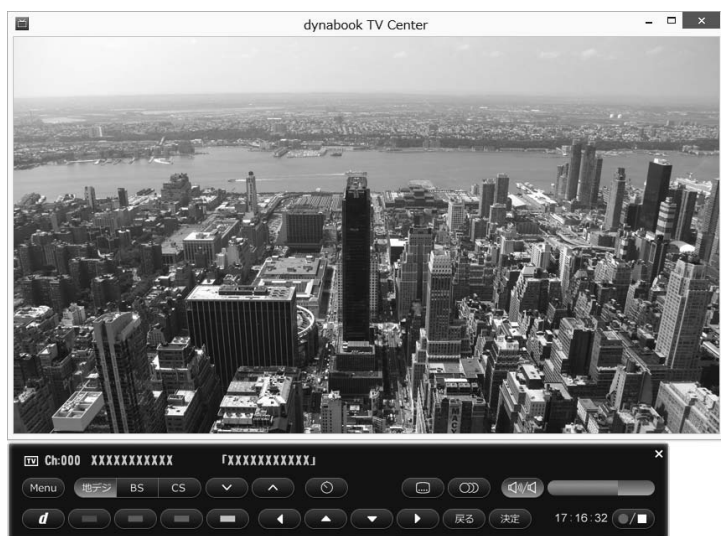 dynabook TV Center
MACYS
TV Ch:000 XXXXXXXXXXX 「XXXXXXXXXXX」
Menu 地デジ BS CS
d 戻る 決定 17:16:32